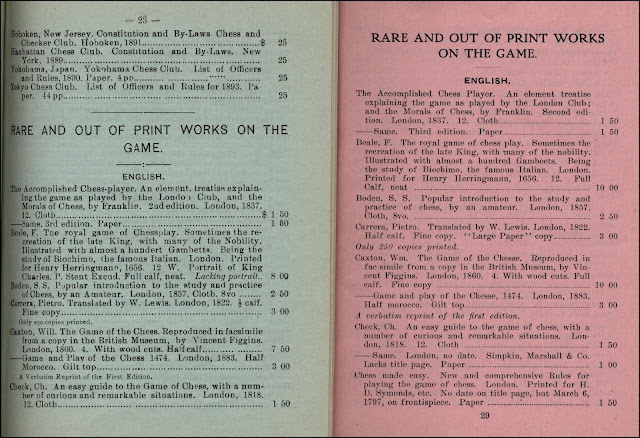 — 23 —
Hoboken, New Jersey. Constitution and By-Laws Chess and
Checker Club. Hoboken, 1891 $ 25
Manhattan Chess Club. Constitution and By-Laws. New
York, 1889 25
Yokohama, Japan. Yokohama Chess Club. List of Officers
and Rules, 1890. Paper. 4 pp 25
Tokyo Chess Club. List of Officers and Rules for 1893. Pa-
per. 44 pp 25
RARE AND OUT OF PRINT WORKS ON THE
GAME.
ENGLISH.
The Accomplished Chess-player. An element. treatise explain-
ing the game as played by the London Club, and the
Morals of Chess, by Franklin. 2nd edition. London, 1837.
12. Cloth $ 1 50
—Same. 3rd edition. Paper. 1 50
Beale, F. The royal game of Chesse play. Sometimes the re-
creation of the late King, with many of the Nobility.
Illustrated with almost a hundert Gambetts. Being the
study of Biochimo, the famous Italian. London. Printed
for Henry Herringman, 1656. 12 W. Portrait of King
Charles. P. Stent Excud. Full calf, neat. Lacking portrait. 8 00
Boden, S. S. Popular introduction to the study and practice
of Chess, by an Amateur. London, 1857. Cloth. 8vo 2 50
Carrera, Pietro. Translated by W. Lewis. London, 1822. ½ calf.
Fine copy 3 00
Only 250 copies printed.
Caxton, Will. The Game of the Chess. Reproduced in facsimile
from a copy in the British Museum, by Vincent Figgins.
London, 1860. 4. With wood cuts. Half calf 7 50
—Game and Play of the Chess 1474. London, 1883. Half
Morocco. Gilt top 3 00
A Verbatim Reprint of the First Edition.
Check, Ch. An easy guide to the Game of Chess, with a num-
ber of curious and remarkable situations. London, 1818.
12. Cloth 1 50
RARE AND OUT OF PRINT WORKS
ON THE GAME.
ENGLISH.
The Accomplished Chess Player. An element treatise
explaining the game as played by the London Club;
and the Morals of Chess, by Franklin. Second edi-
tion. London, 1837. 12. Cloth 1 50
—Same. Third edition. Paper 1 50
Beale, F. The royal game of chess play. Sometimes the
recreation of the late King, with many of the nobility.
Illustrated with almost a hundred Gambects. Being
the study of Biochimo, the famous Italian. London.
Printed for Henry Herringmann, 1656. 12. Full
Calf, neat 10 00
Boden, S. S. Popular introduction to the study and
practice of chess, by an amateur. London, 1857.
Cloth, 8vo. 2 50
Carrera, Pietro. Translated by W. Lewis. London, 1822.
Half calf. Fine copy. "Large Paper" copy 3 00
Only 250 copies printed.
Caxton, Wm. The Game of the Chesse. Reproduced in
fac-simile from a copy in the British Museum, by Vin-
cent Figgins. London, 1860. 4. With wood cuts. Full
calf. Fine copy 10 00
—Game and play of the Chesse, 1474. London, 1883.
Half morocco. Gilt top 3 00
A verbatim reprint of the first edition.
Check, Ch. An easy guide to the game of chess, with a
number of curious and remarkable situations. Lon-
don, 1818. 12. Cloth 1 50
—Same. London, no date. Simpkin, Marshall & Co.
Lacks title page. 1 00
Chess made easy. New and comprehensive Rules for
playing the game of chess. London. Printed for H.
D. Symonds, etc. No date on title page, but March 6,
1797, on frontispiece. Paper 1 50
29